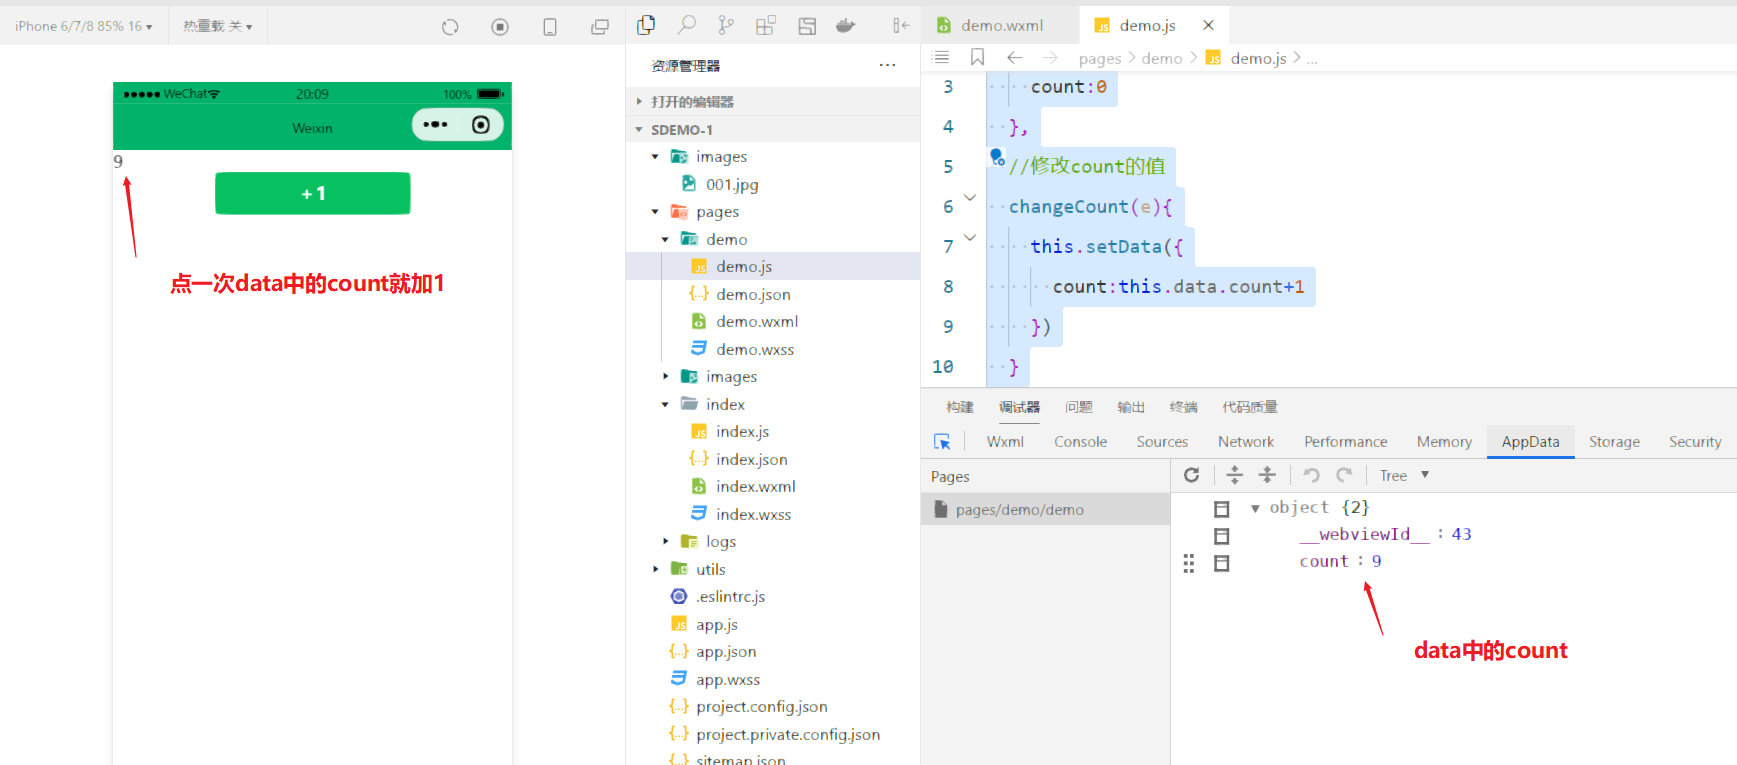 iPhone 6/7/8 85% 16
热重载 关
WeChat
20:09
100%
Weixin
9
+1
点一次data中的count就加1
资源管理器
打开的编辑器
SDEMO-1
images
001.jpg
pages
demo
demo.js
demo.json
demo.wxml
demo.wxss
images
index
index.js
index.json
index.wxml
index.wxss
logs
utils
.eslintrc.js
app.js
app.json
app.wxss
project.config.json
project.private.config.json
sitemap.json
demo.wxml
demo.js
pages > demo > demo.js > ...
3 count:0
4 },
5 //修改count的值
6 changeCount(e){
7 this.setData({
8 count:this.data.count+1
9 })
10 }
构建 调试器 问题 输出 终端 代码质量
Wxml Console Sources Network Performance Memory AppData Storage Security
Pages
Tree
pages/demo/demo
object {2}
__webviewId__ : 43
count : 9
data中的count